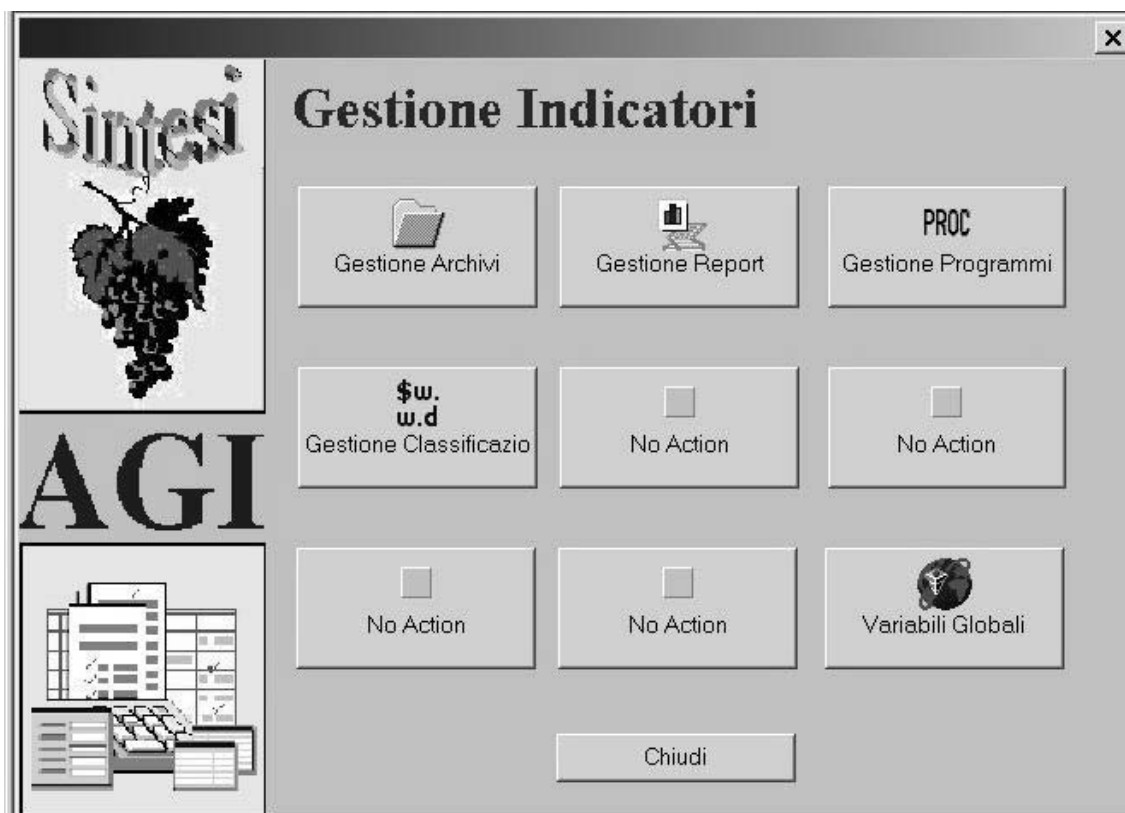 Sintesi
Gestione Indicatori
Gestione Archivi
Gestione Report
PROC
Gestione Programmi
$w.
w.d
Gestione Classificazio
No Action
No Action
AGI
No Action
No Action
Variabili Globali
Chiudi